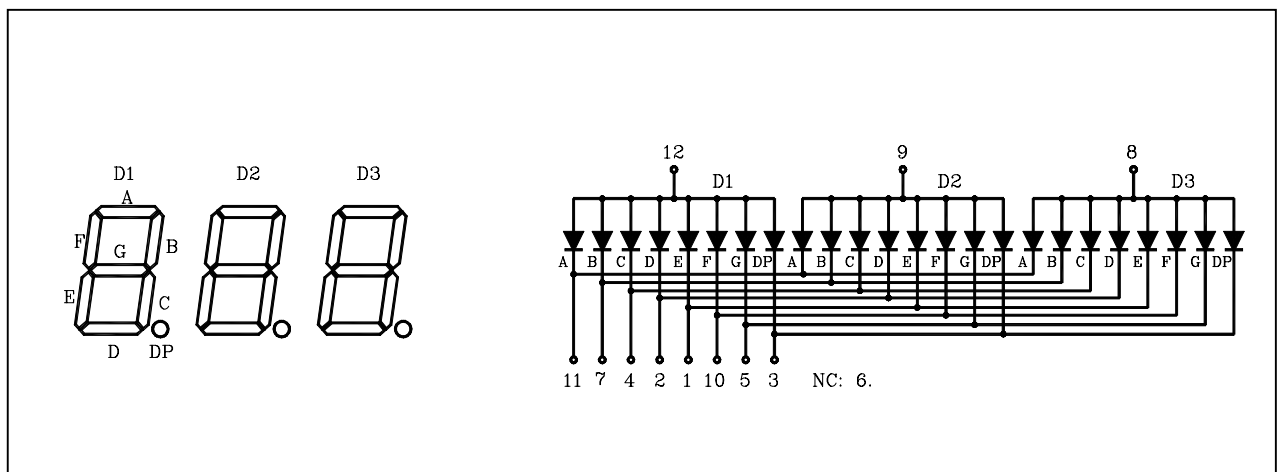 D1 D2 D3
A
F G B
E C
D DP
12 9 8
D1 D2 D3
A B C D E F G DP A B C D E F G DP A B C D E F G DP
11 7 4 2 1 10 5 3 NC: 6.